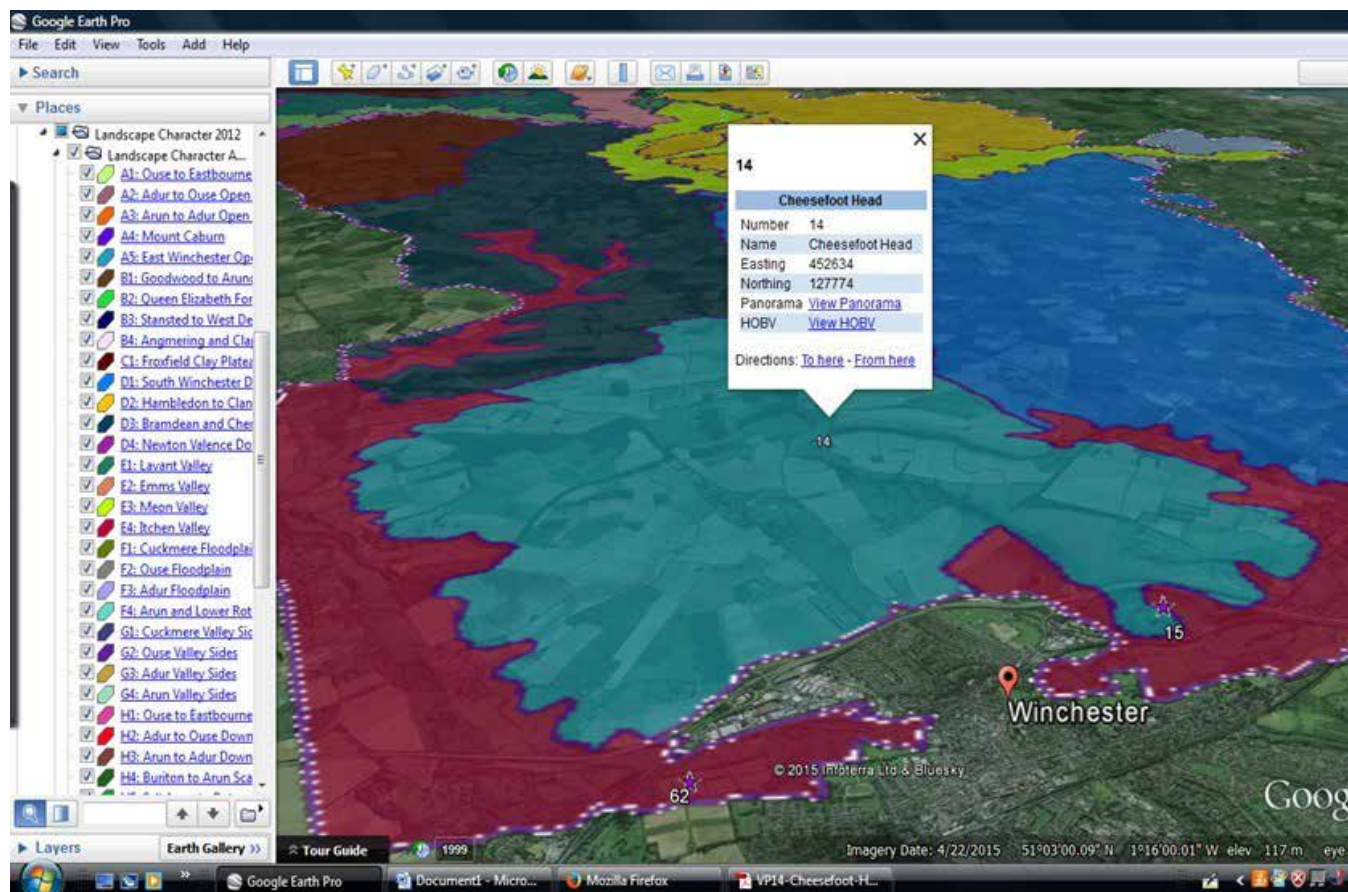 Google Earth Pro
File Edit View Tools Add Help
Search
Places
Landscape Character 2012
Landscape Character A...
A1: Ouse to Eastbourne
A2: Adur to Ouse Open
A3: Arun to Adur Open
A4: Mount Caburn
A5: East Winchester Ope
B1: Goodwood to Arund
B2: Queen Elizabeth For
B3: Stansted to West De
B4: Angmering and Clap
C1: Froxfield Clay Platea
D1: South Winchester D
D2: Hambledon to Clan
D3: Bramdean and Cher
D4: Newton Valence Do
E1: Lavant Valley
E2: Emms Valley
E3: Meon Valley
E4: Itchen Valley
F1: Cuckmere Floodplai
F2: Ouse Floodplain
F3: Adur Floodplain
F4: Arun and Lower Rot
G1: Cuckmere Valley Sid
G2: Ouse Valley Sides
G3: Adur Valley Sides
G4: Arun Valley Sides
H1: Ouse to Eastbourne
H2: Adur to Ouse Down
H3: Arun to Adur Down
H4: Buriton to Arun Sca
Layers
Earth Gallery »
14
Cheesefoot Head
Number 14
Name Cheesefoot Head
Easting 452634
Northing 127774
Panorama View Panorama
HOBV View HOBV
Directions: To here - From here
14
15
Winchester
62
© 2015 Infoterra Ltd & Bluesky
Goog
Tour Guide
1999
Imagery Date: 4/22/2015 51°03'00.09" N 1°16'00.01" W elev 117 m eye
Google Earth Pro
Document1 - Micro...
Mozilla Firefox
VP14-Cheesefoot-H...